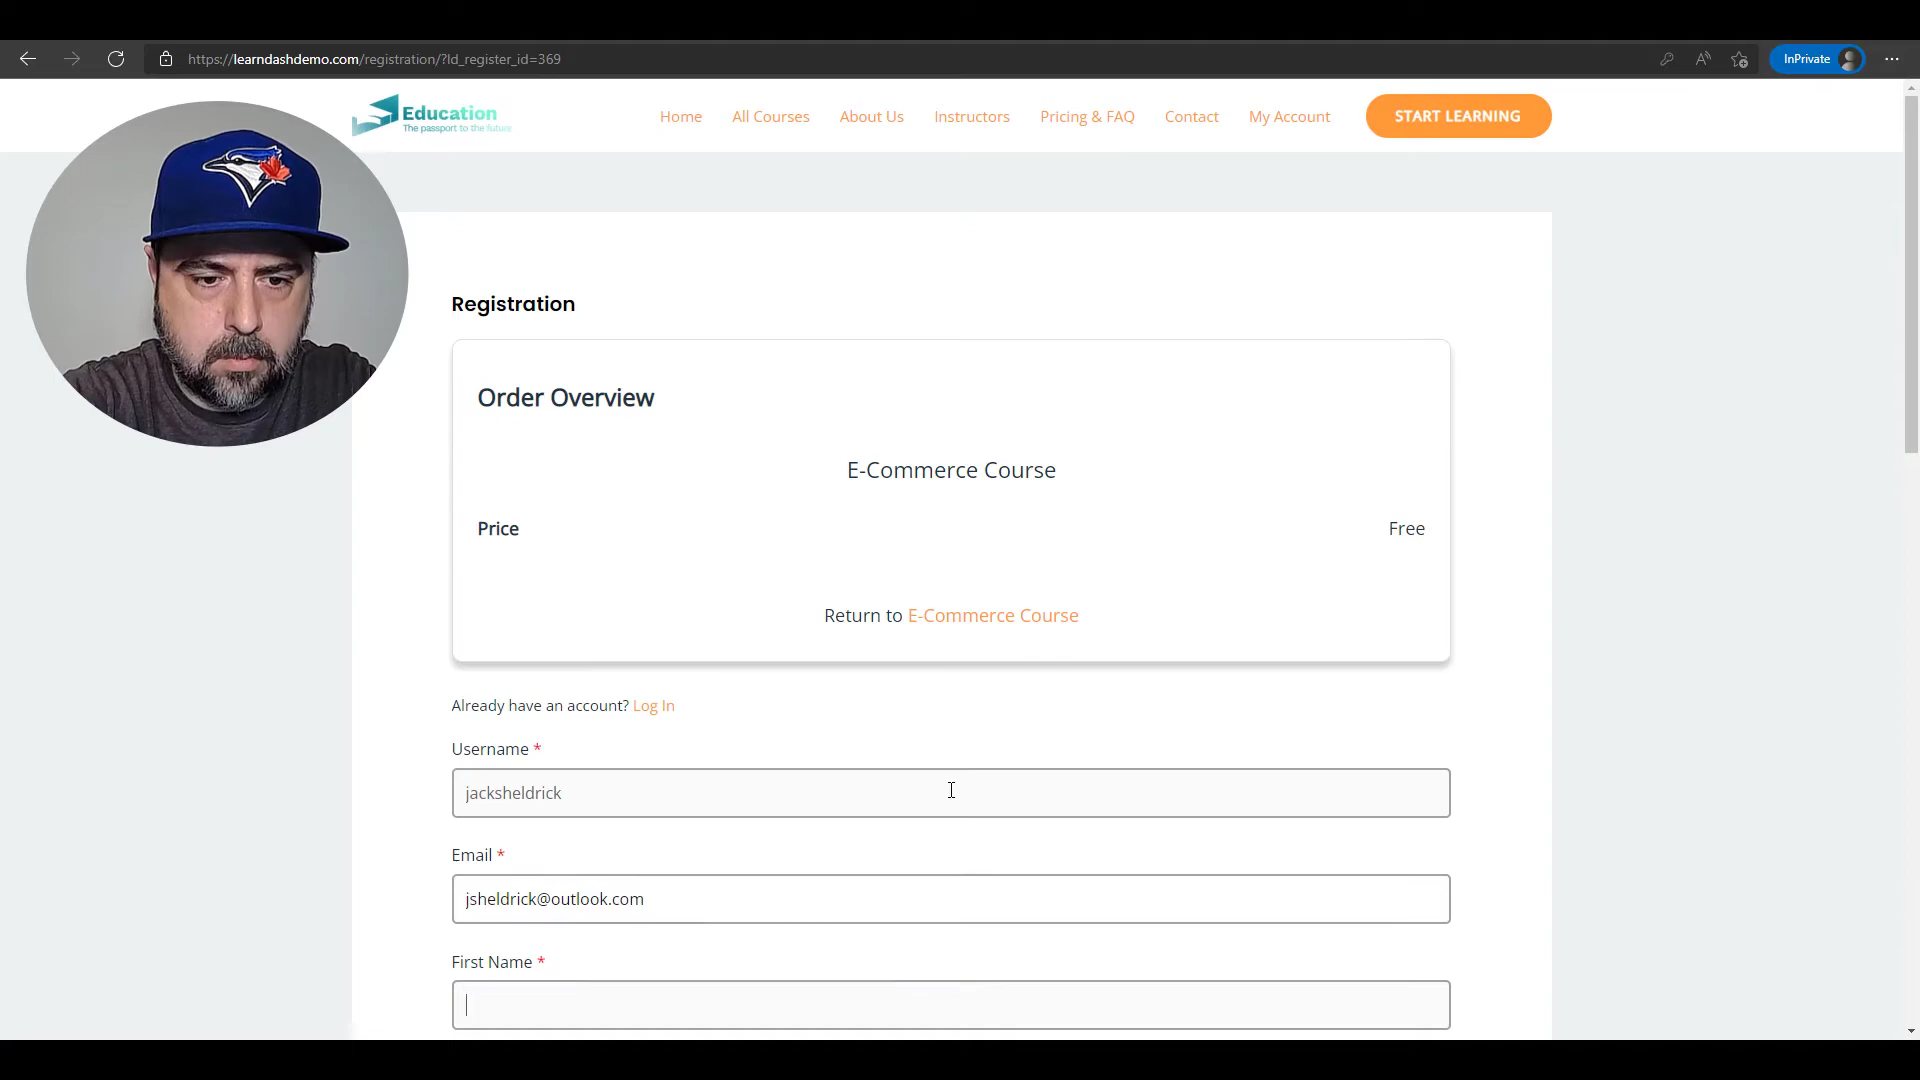 https://learndashdemo.com/registration/?ld_register_id=369
InPrivate
Education
The passport to the future
Home
All Courses
About Us
Instructors
Pricing & FAQ
Contact
My Account
START LEARNING
Registration
Order Overview
E-Commerce Course
Price
Free
Return to E-Commerce Course
Already have an account? Log In
Username *
jacksheldrick
Email *
jsheldrick@outlook.com
First Name *